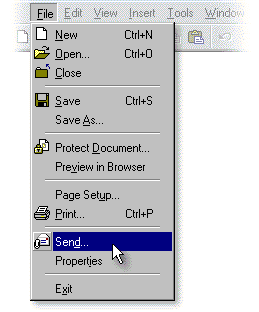 File Edit View Insert Tools Window
New Ctrl+N
Open... Ctrl+O
Close
Save Ctrl+S
Save As...
Protect Document...
Preview in Browser
Page Setup...
Print... Ctrl+P
Send...
Properties
Exit